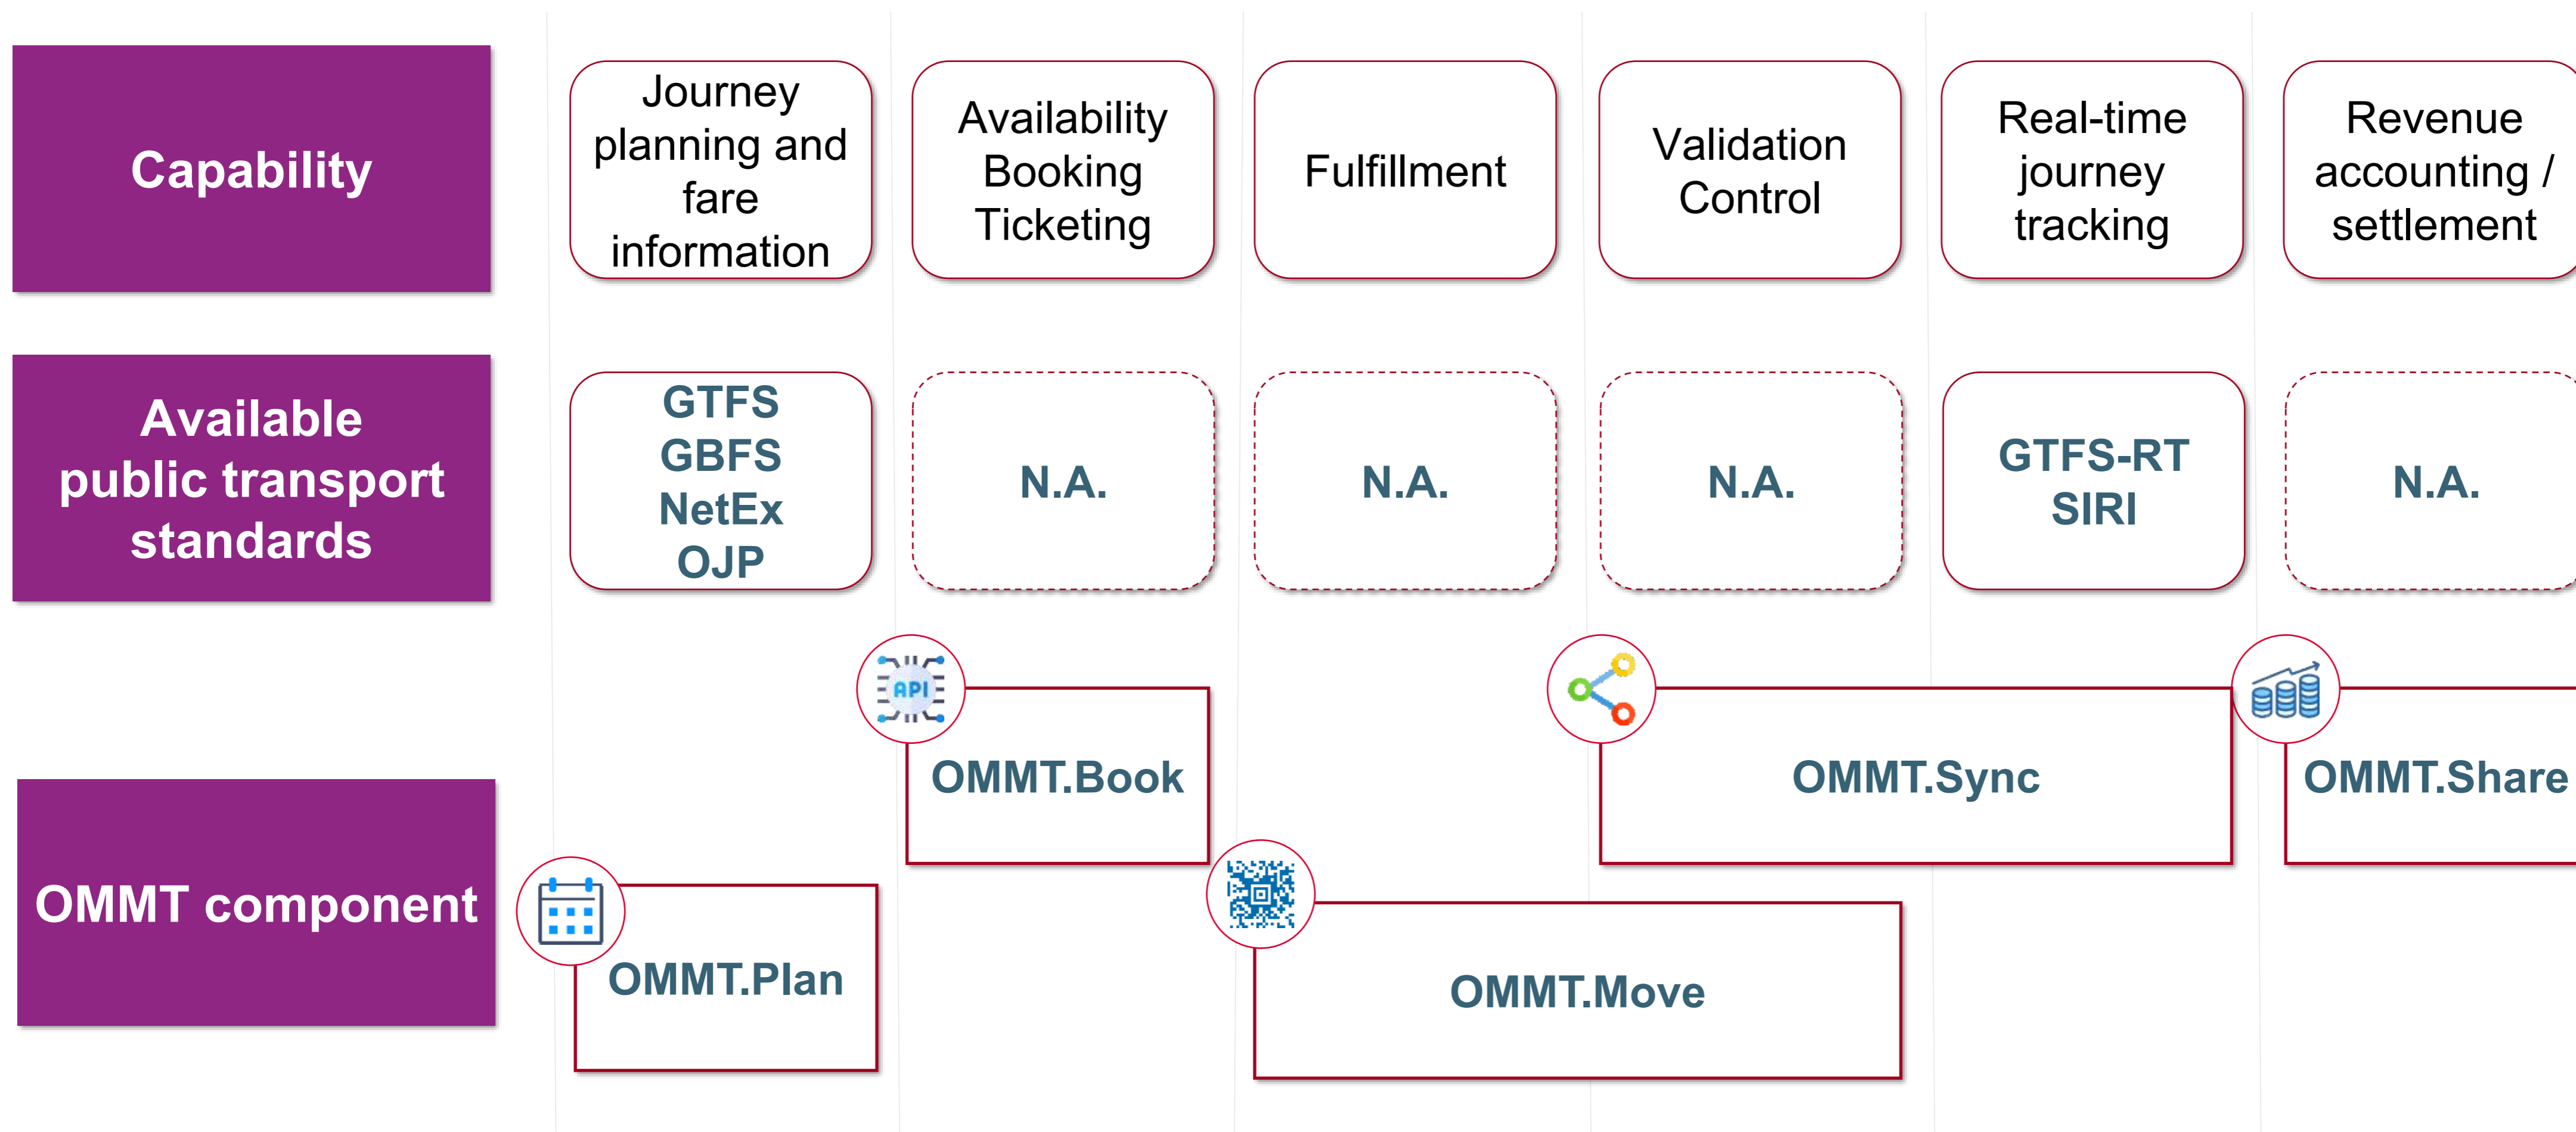 Capability
Journey
planning and
fare
information
Availability
Booking
Ticketing
Fulfillment
Validation
Control
Real-time
journey
tracking
Revenue
accounting /
settlement
Available
public transport
standards
GTFS
GBFS
NetEx
OJP
N.A.
N.A.
N.A.
GTFS-RT
SIRI
N.A.
OMMT component
API
OMMT.Book
OMMT.Sync
OMMT.Share
OMMT.Plan
OMMT.Move